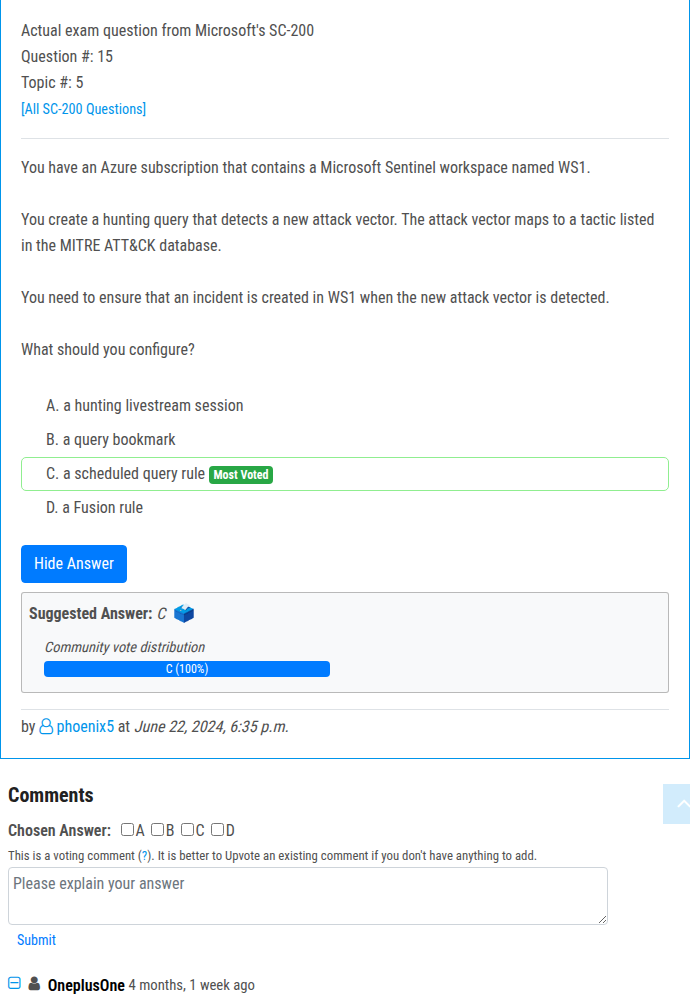 Actual exam question from Microsoft's SC-200
Question #: 15
Topic #: 5
[All SC-200 Questions]
You have an Azure subscription that contains a Microsoft Sentinel workspace named WS1.
You create a hunting query that detects a new attack vector. The attack vector maps to a tactic listed
in the MITRE ATT&CK database.
You need to ensure that an incident is created in WS1 when the new attack vector is detected.
What should you configure?
A. a hunting livestream session
B. a query bookmark
C. a scheduled query rule Most Voted
D. a Fusion rule
Hide Answer
Suggested Answer: C
Community vote distribution
C (100%)
by phoenix5 at June 22, 2024, 6:35 p.m.
Comments
Chosen Answer: A B C D
This is a voting comment (?). It is better to Upvote an existing comment if you don't have anything to add.
Please explain your answer
Submit
OneplusOne 4 months, 1 week ago